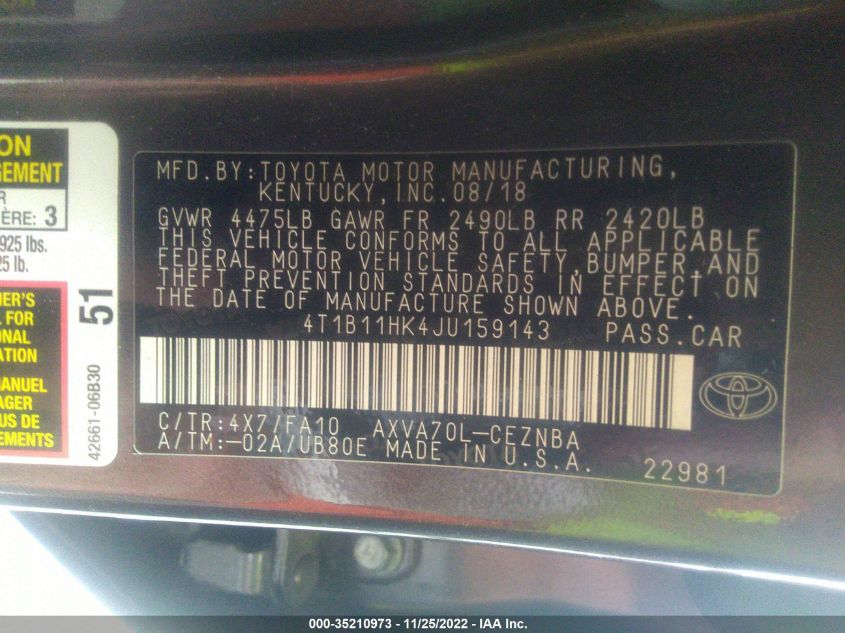 ON
GEMENT
R
ÈRE: 3
925 lbs.
25 lb.
ER'S
L FOR
ONAL
ATION
MANUEL
AGER
US DE
EMENTS
51
42661-06B30
MFD.BY:TOYOTA MOTOR MANUFACTURING,
KENTUCKY,INC.08/18
GVWR 4475LB GAWR FR 2490LB RR 2420LB
THIS VEHICLE CONFORMS TO ALL APPLICABLE
FEDERAL MOTOR VEHICLE SAFETY,BUMPER,AND
THEFT PREVENTION STANDARDS IN EFFECT ON
THE DATE OF MANUFACTURE SHOWN ABOVE.
4T1B11HK4JU159143 PASS.CAR
C/TR:4X7/FA10 AXVA70L-CEZNBA
A/TM:-02A/UB80E MADE IN U.S.A.
22981
000-35210973 - 11/25/2022 - IAA Inc.